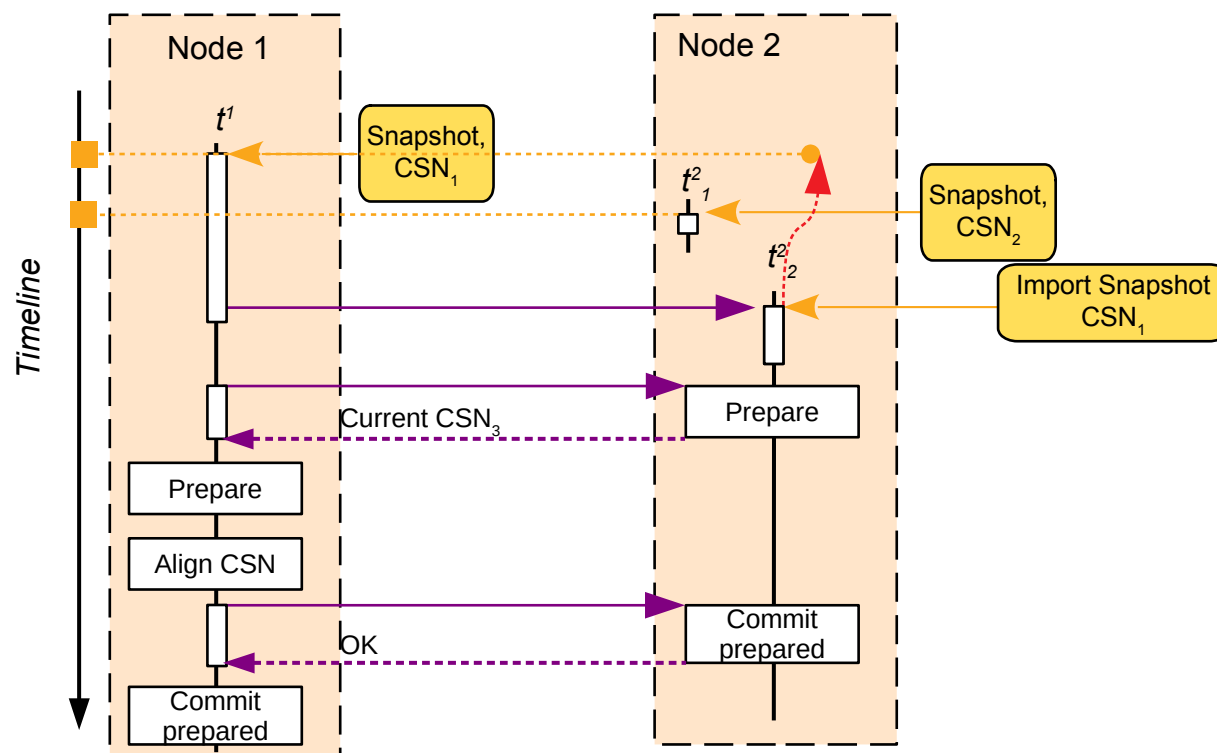 Node 1
Node 2
t¹
Snapshot,
CSN₁
t²₁
Snapshot,
CSN₂
t²₂
Import Snapshot
CSN₁
Timeline
Prepare
Current CSN₃
Prepare
Align CSN
Commit
prepared
OK
Commit
prepared